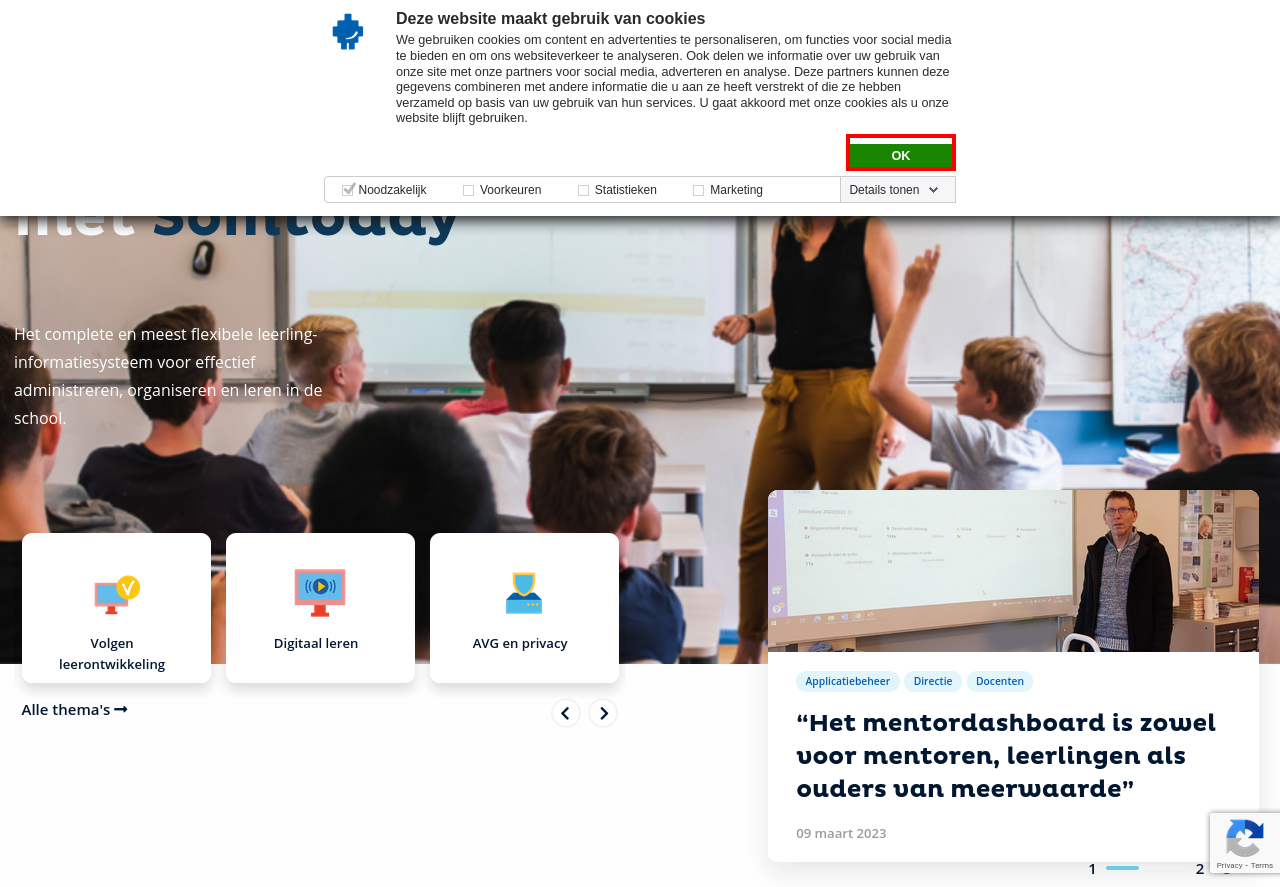 Deze website maakt gebruik van cookies
We gebruiken cookies om content en advertenties te personaliseren, om functies voor social media
te bieden en om ons websiteverkeer te analyseren. Ook delen we informatie over uw gebruik van
onze site met onze partners voor social media, adverteren en analyse. Deze partners kunnen deze
gegevens combineren met andere informatie die u aan ze heeft verstrekt of die ze hebben
verzameld op basis van uw gebruik van hun services. U gaat akkoord met onze cookies als u onze
website blijft gebruiken.
OK
Noodzakelijk Voorkeuren Statistieken Marketing Details tonen
met Somtoday
Het complete en meest flexibele leerling-
informatiesysteem voor effectief
administreren, organiseren en leren in de
school.
Volgen
leerontwikkeling
Digitaal leren
AVG en privacy
Alle thema's
Applicatiebeheer Directie Docenten
“Het mentordashboard is zowel
voor mentoren, leerlingen als
ouders van meerwaarde”
09 maart 2023
1 2
Privacy - Terms